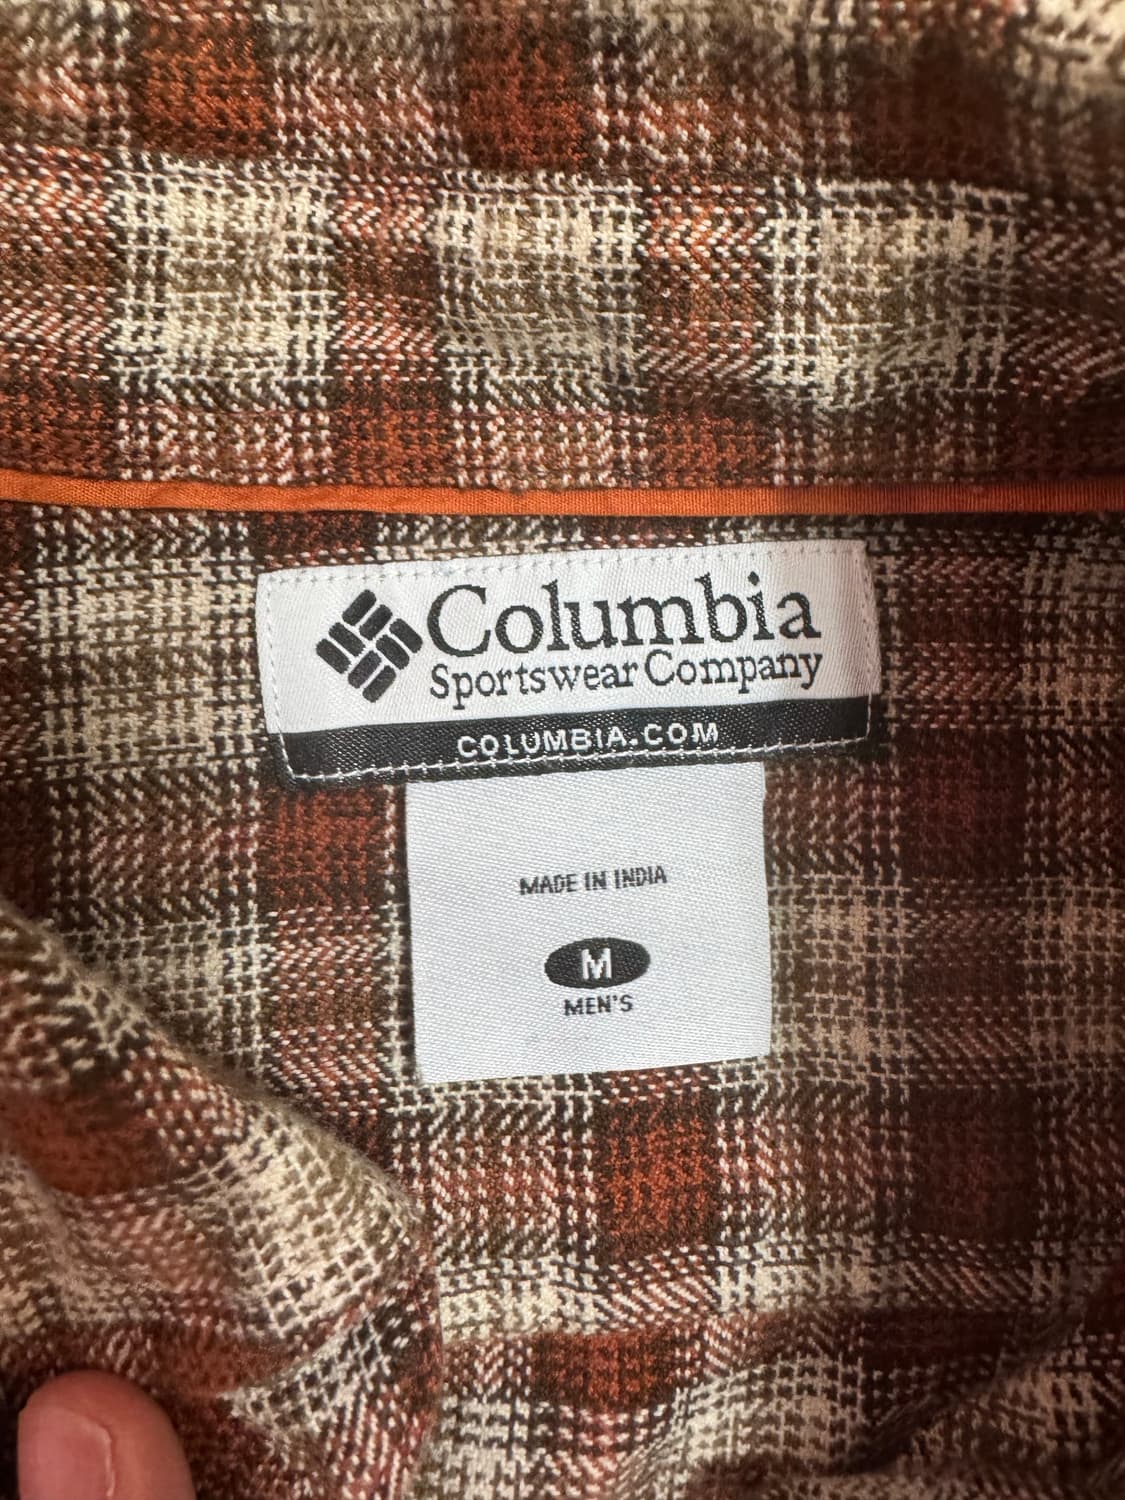 Columbia
Sportswear Company
COLUMBIA.COM
MADE IN INDIA
M
MEN'S